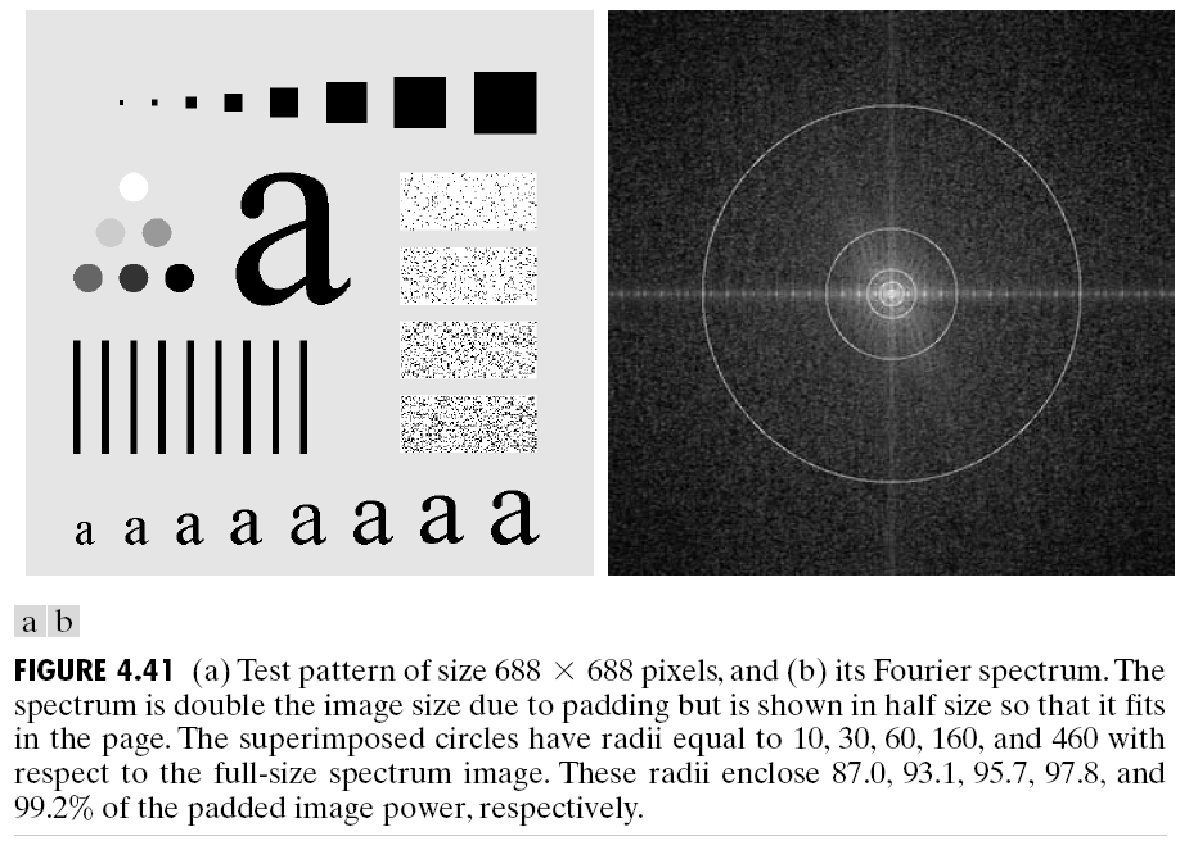 a
a a a a a a a a
a b
FIGURE 4.41 (a) Test pattern of size 688 × 688 pixels, and (b) its Fourier spectrum. The
spectrum is double the image size due to padding but is shown in half size so that it fits
in the page. The superimposed circles have radii equal to 10, 30, 60, 160, and 460 with
respect to the full-size spectrum image. These radii enclose 87.0, 93.1, 95.7, 97.8, and
99.2% of the padded image power, respectively.